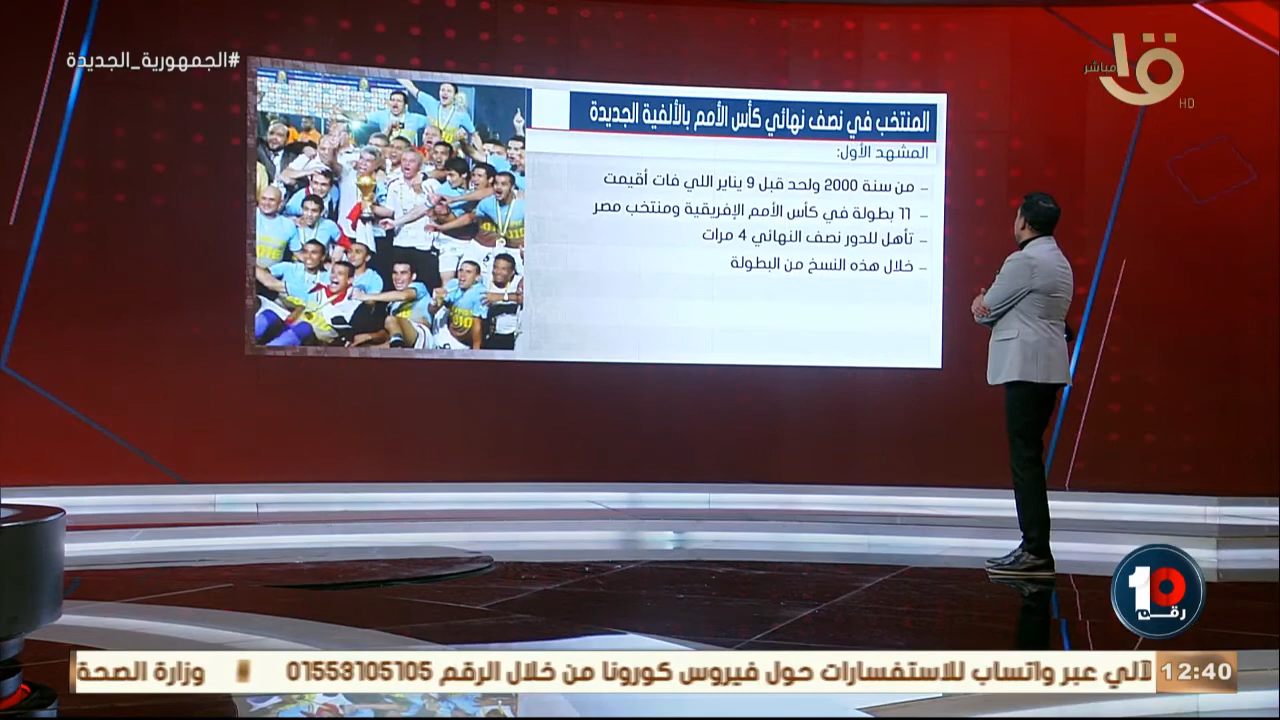 #الجمهورية_الجديدة
مباشر
HD
المنتخب في نصف نهائي كأس الأمم بالألفية الجديدة
المشهد الأول:
– من سنة 2000 ولحد قبل 9 يناير اللي فات أقيمت
– 11 بطولة في كأس الأمم الإفريقية ومنتخب مصر
– تأهل للدور نصف النهائي 4 مرات
– خلال هذه النسخ من البطولة
10
رقم
12:40 لآلي عبر واتساب للاستفسارات حول فيروس كورونا من خلال الرقم 01553105105 وزارة الصحة